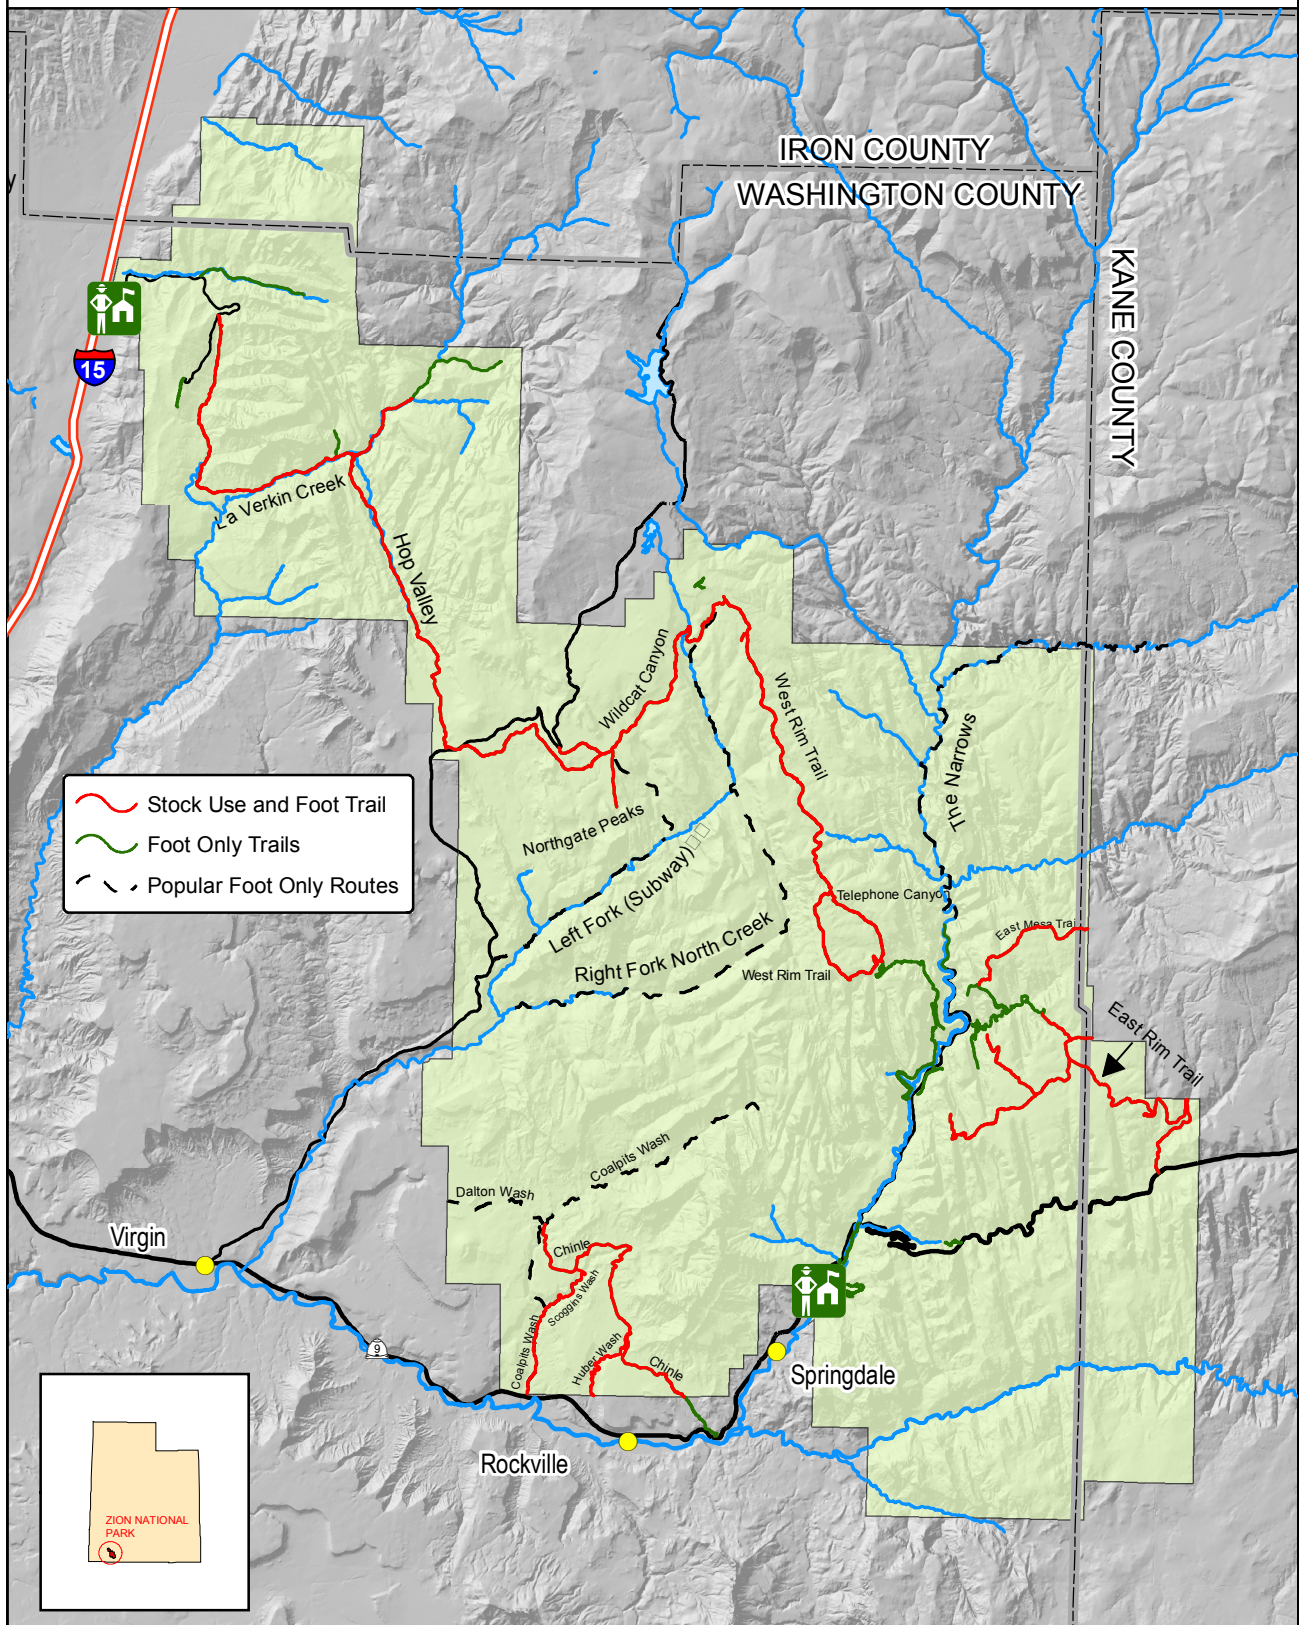 IRON COUNTY
WASHINGTON COUNTY
KANE COUNTY
y
15
La Verkin Creek
Hop Valley
Wildcat Canyon
West Rim Trail
The Narrows
Stock Use and Foot Trail
Foot Only Trails
Popular Foot Only Routes
Northgate Peaks
Left Fork (Subway)
Right Fork North Creek
Telephone Canyon
East Mesa Trai
West Rim Trail
East Rim Trail
Coalpits Wash
Dalton Wash
Virgin
Chinle
Scoggins Wash
Coalpits Wash
Huber Wash
Chinle
9
Springdale
Rockville
ZION NATIONAL
PARK